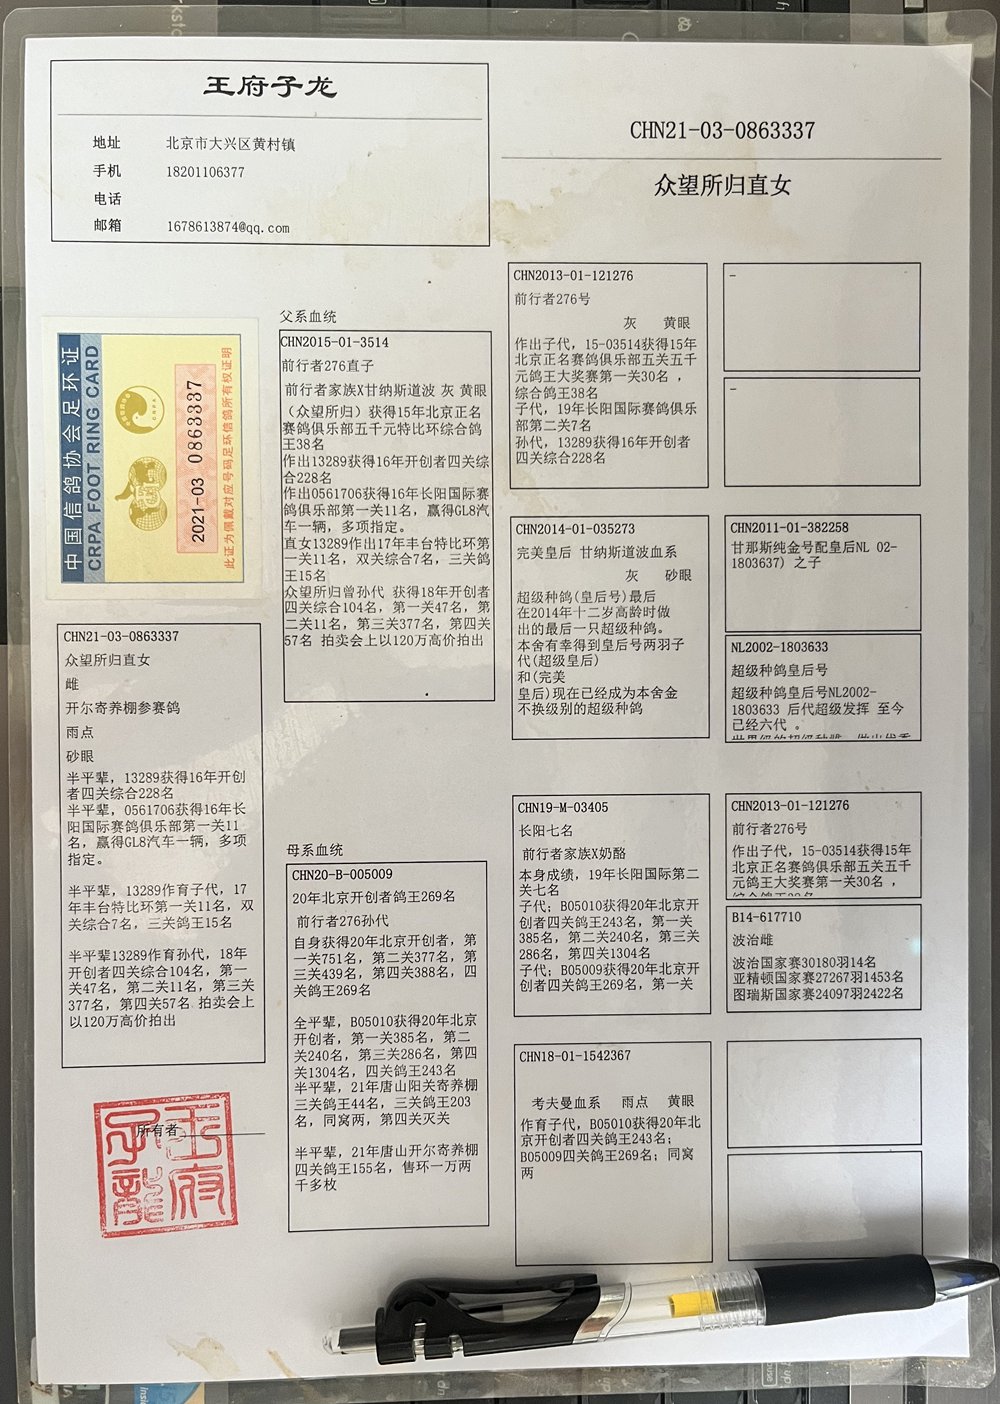 王府子龙
地址 北京市大兴区黄村镇
手机 18201106377
电话
邮箱 1678613874@qq.com
CHN21-03-0863337
众望所归直女
中国信鸽协会足环证
CRPA FOOT RING CARD
2021-03 0863337
此证为佩戴对应号码足环信鸽所有权证明
CHN21-03-0863337
众望所归直女
雌
开尔寄养棚参赛鸽
雨点
砂眼
半平辈，13289获得16年开创
者四关综合228名
半平辈，0561706获得16年长
阳国际赛鸽俱乐部第一关11
名，赢得GL8汽车一辆，多项
指定。
半平辈，13289作育子代，17
年丰台特比环第一关11名，双
关综合7名，三关鸽王15名
半平辈13289作育孙代，18年
开创者四关综合104名，第一
关47名，第二关11名，第三关
377名，第四关57名 拍卖会上
以120万高价拍出
所有者
王府子龍
父系血统
CHN2015-01-3514
前行者276直子
前行者家族X甘纳斯道波 灰 黄眼
（众望所归）获得15年北京正名
赛鸽俱乐部五千元特比环综合鸽
王38名
作出13289获得16年开创者四关综
合228名
作出0561706获得16年长阳国际赛
鸽俱乐部第一关11名，赢得GL8汽
车一辆，多项指定。
直女13289作出17年丰台特比环第
一关11名，双关综合7名，三关鸽
王15名
众望所归曾孙代 获得18年开创者
四关综合104名，第一关47名，第
二关11名，第三关377名，第四关
57名 拍卖会上以120万高价拍出
母系血统
CHN20-B-005009
20年北京开创者鸽王269名
前行者276孙代
自身获得20年北京开创者，第
一关751名，第二关377名，第
三关439名，第四关388名，四
关鸽王269名
全平辈，B05010获得20年北京
开创者，第一关385名，第二
关240名，第三关286名，第四
关1304名，四关鸽王243名
半平辈，21年唐山阳关寄养棚
三关鸽王44名，三关鸽王203
名，同窝两，第四关灭关
半平辈，21年唐山开尔寄养棚
四关鸽王155名，售环一万两
千多枚
CHN2013-01-121276
前行者276号
灰 黄眼
作出子代，15-03514获得15年
北京正名赛鸽俱乐部五关五千
元鸽王大奖赛第一关30名 ，
综合鸽王38名
子代，19年长阳国际赛鸽俱乐
部第二关7名
孙代，13289获得16年开创者
四关综合228名
CHN2014-01-035273
完美皇后 甘纳斯道波血系
灰 砂眼
超级种鸽(皇后号)最后
在2014年十二岁高龄时做
出的最后一只超级种鸽。
本舍有幸得到皇后号两羽子
代(超级皇后)
和(完美
皇后)现在已经成为本舍金
不换级别的超级种鸽
CHN19-M-03405
长阳七名
前行者家族X奶酪
本身成绩，19年长阳国际第二
关七名
子代；B05010获得20年北京开
创者四关鸽王243名，第一关
385名，第二关240名，第三关
286名，第四关1304名
子代；B05009获得20年北京开
创者四关鸽王269名，第一关
CHN18-01-1542367
考夫曼血系 雨点 黄眼
作育子代，B05010获得20年北
京开创者四关鸽王243名；
B05009四关鸽王269名；同窝
两
–
–
CHN2011-01-382258
甘那斯纯金号配皇后NL 02-
1803637) 之子
NL2002-1803633
超级种鸽皇后号
超级种鸽皇后号NL2002-
1803633 后代超级发挥 至今
已经六代 。
CHN2013-01-121276
前行者276号
作出子代，15-03514获得15年
北京正名赛鸽俱乐部五关五千
元鸽王大奖赛第一关30名 ，
B14-617710
波治雌
波治国家赛30180羽14名
亚精顿国家赛27267羽1453名
图瑞斯国家赛24097羽2422名